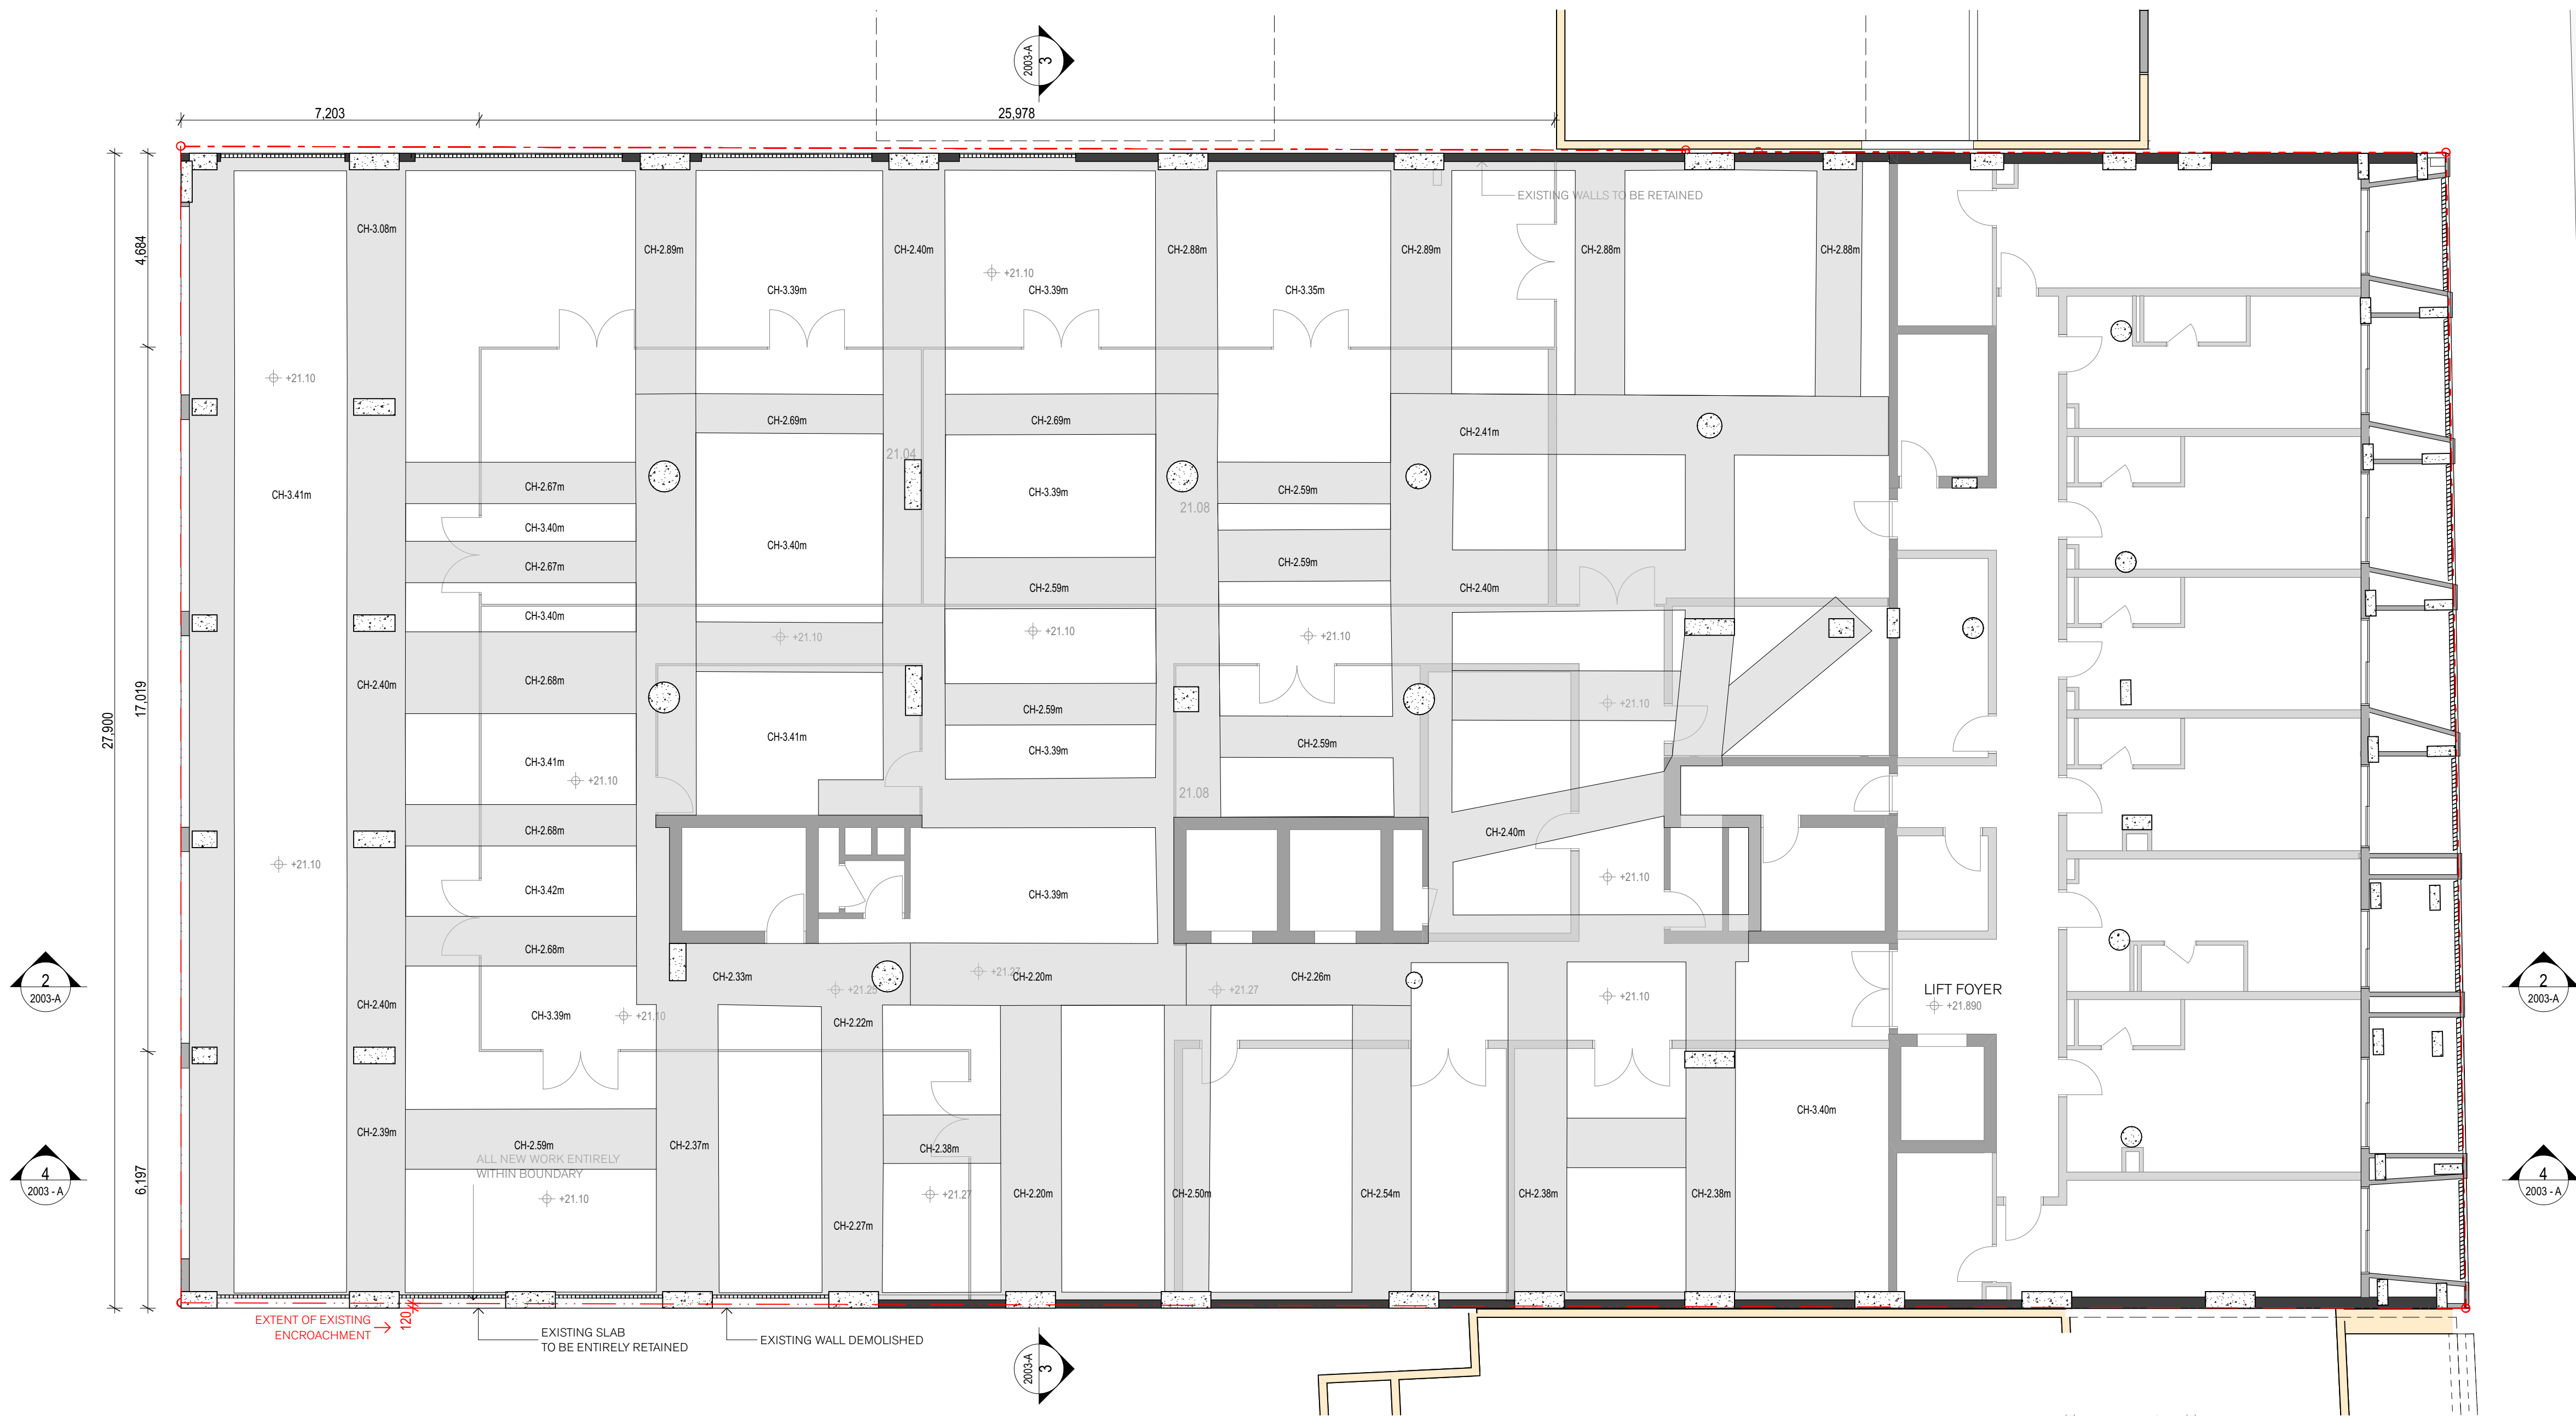 3
2003-A
7,203
25,978
EXISTING WALLS TO BE RETAINED
4,684
CH-3.08m
CH-2.89m
CH-2.40m
CH-2.88m
CH-2.89m
CH-2.88m
CH-2.88m
+21.10
CH-3.39m
CH-3.39m
CH-3.35m
+21.10
CH-2.69m
CH-2.69m
CH-2.41m
21.04
CH-2.67m
CH-3.41m
CH-3.39m
CH-2.59m
21.08
CH-3.40m
CH-3.40m
CH-2.67m
CH-2.59m
CH-2.59m
CH-2.40m
CH-3.40m
+21.10
+21.10
+21.10
17,019
27,900
CH-2.40m
CH-2.68m
CH-2.59m
+21.10
CH-3.41m
CH-3.39m
CH-2.59m
CH-3.41m
+21.10
21.08
CH-2.68m
CH-2.40m
+21.10
CH-3.42m
CH-3.39m
+21.10
CH-2.68m
CH-2.33m
+21.27
CH-2.20m
CH-2.26m
2
2003-A
2
2003-A
+21.25
+21.27
+21.10
LIFT FOYER
+21.890
CH-2.40m
CH-3.39m
+21.10
CH-2.22m
CH-2.39m
CH-2.59m
CH-2.37m
CH-2.38m
CH-3.40m
ALL NEW WORK ENTIRELY
WITHIN BOUNDARY
4
2003 - A
4
2003 - A
6,197
+21.10
+21.27
CH-2.20m
CH-2.50m
CH-2.54m
CH-2.38m
CH-2.38m
CH-2.27m
EXTENT OF EXISTING
ENCROACHMENT
120
EXISTING SLAB
TO BE ENTIRELY RETAINED
EXISTING WALL DEMOLISHED
3
2003-A